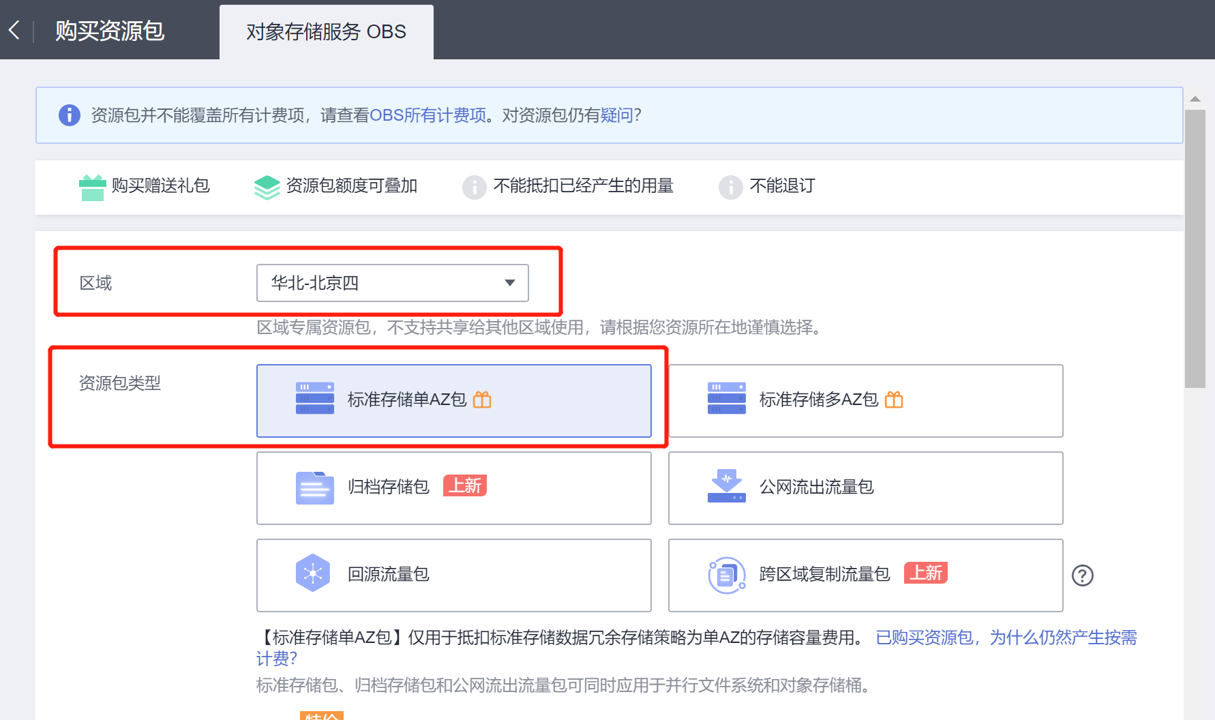 购买资源包
对象存储服务 OBS
资源包并不能覆盖所有计费项，请查看OBS所有计费项。对资源包仍有疑问?
购买赠送礼包
资源包额度可叠加
不能抵扣已经产生的用量
不能退订
区域
华北-北京四
区域专属资源包，不支持共享给其他区域使用，请根据您资源所在地谨慎选择。
资源包类型
标准存储单AZ包
标准存储多AZ包
归档存储包 上新
公网流出流量包
回源流量包
跨区域复制流量包 上新
【标准存储单AZ包】仅用于抵扣标准存储数据冗余存储策略为单AZ的存储容量费用。 已购买资源包，为什么仍然产生按需
计费?
标准存储包、归档存储包和公网流出流量包可同时应用于并行文件系统和对象存储桶。
特价